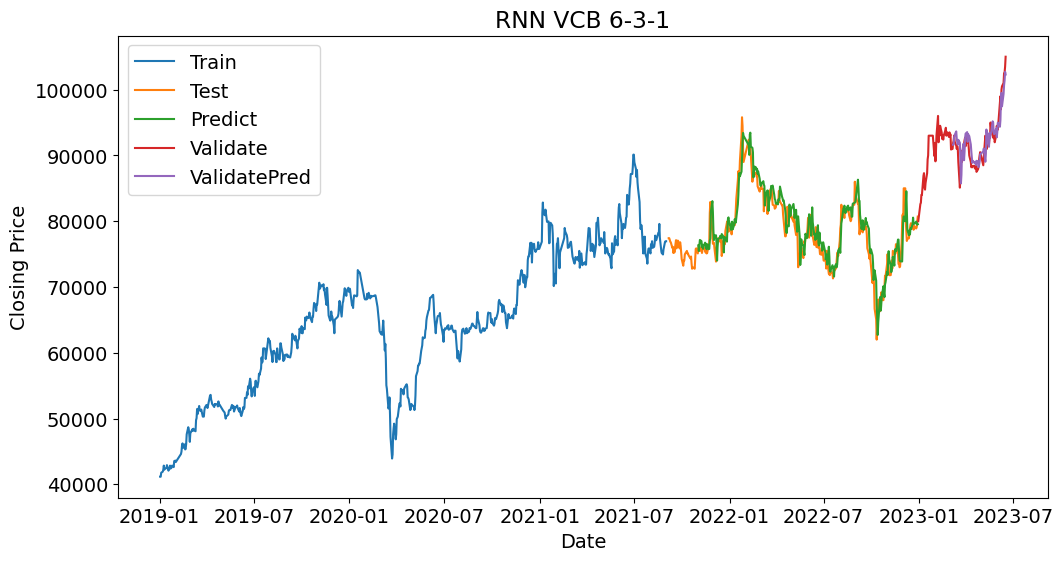 RNN VCB 6-3-1
Train
Test
Predict
Validate
ValidatePred
Closing Price
100000
90000
80000
70000
60000
50000
40000
2019-01 2019-07 2020-01 2020-07 2021-01 2021-07 2022-01 2022-07 2023-01 2023-07
Date